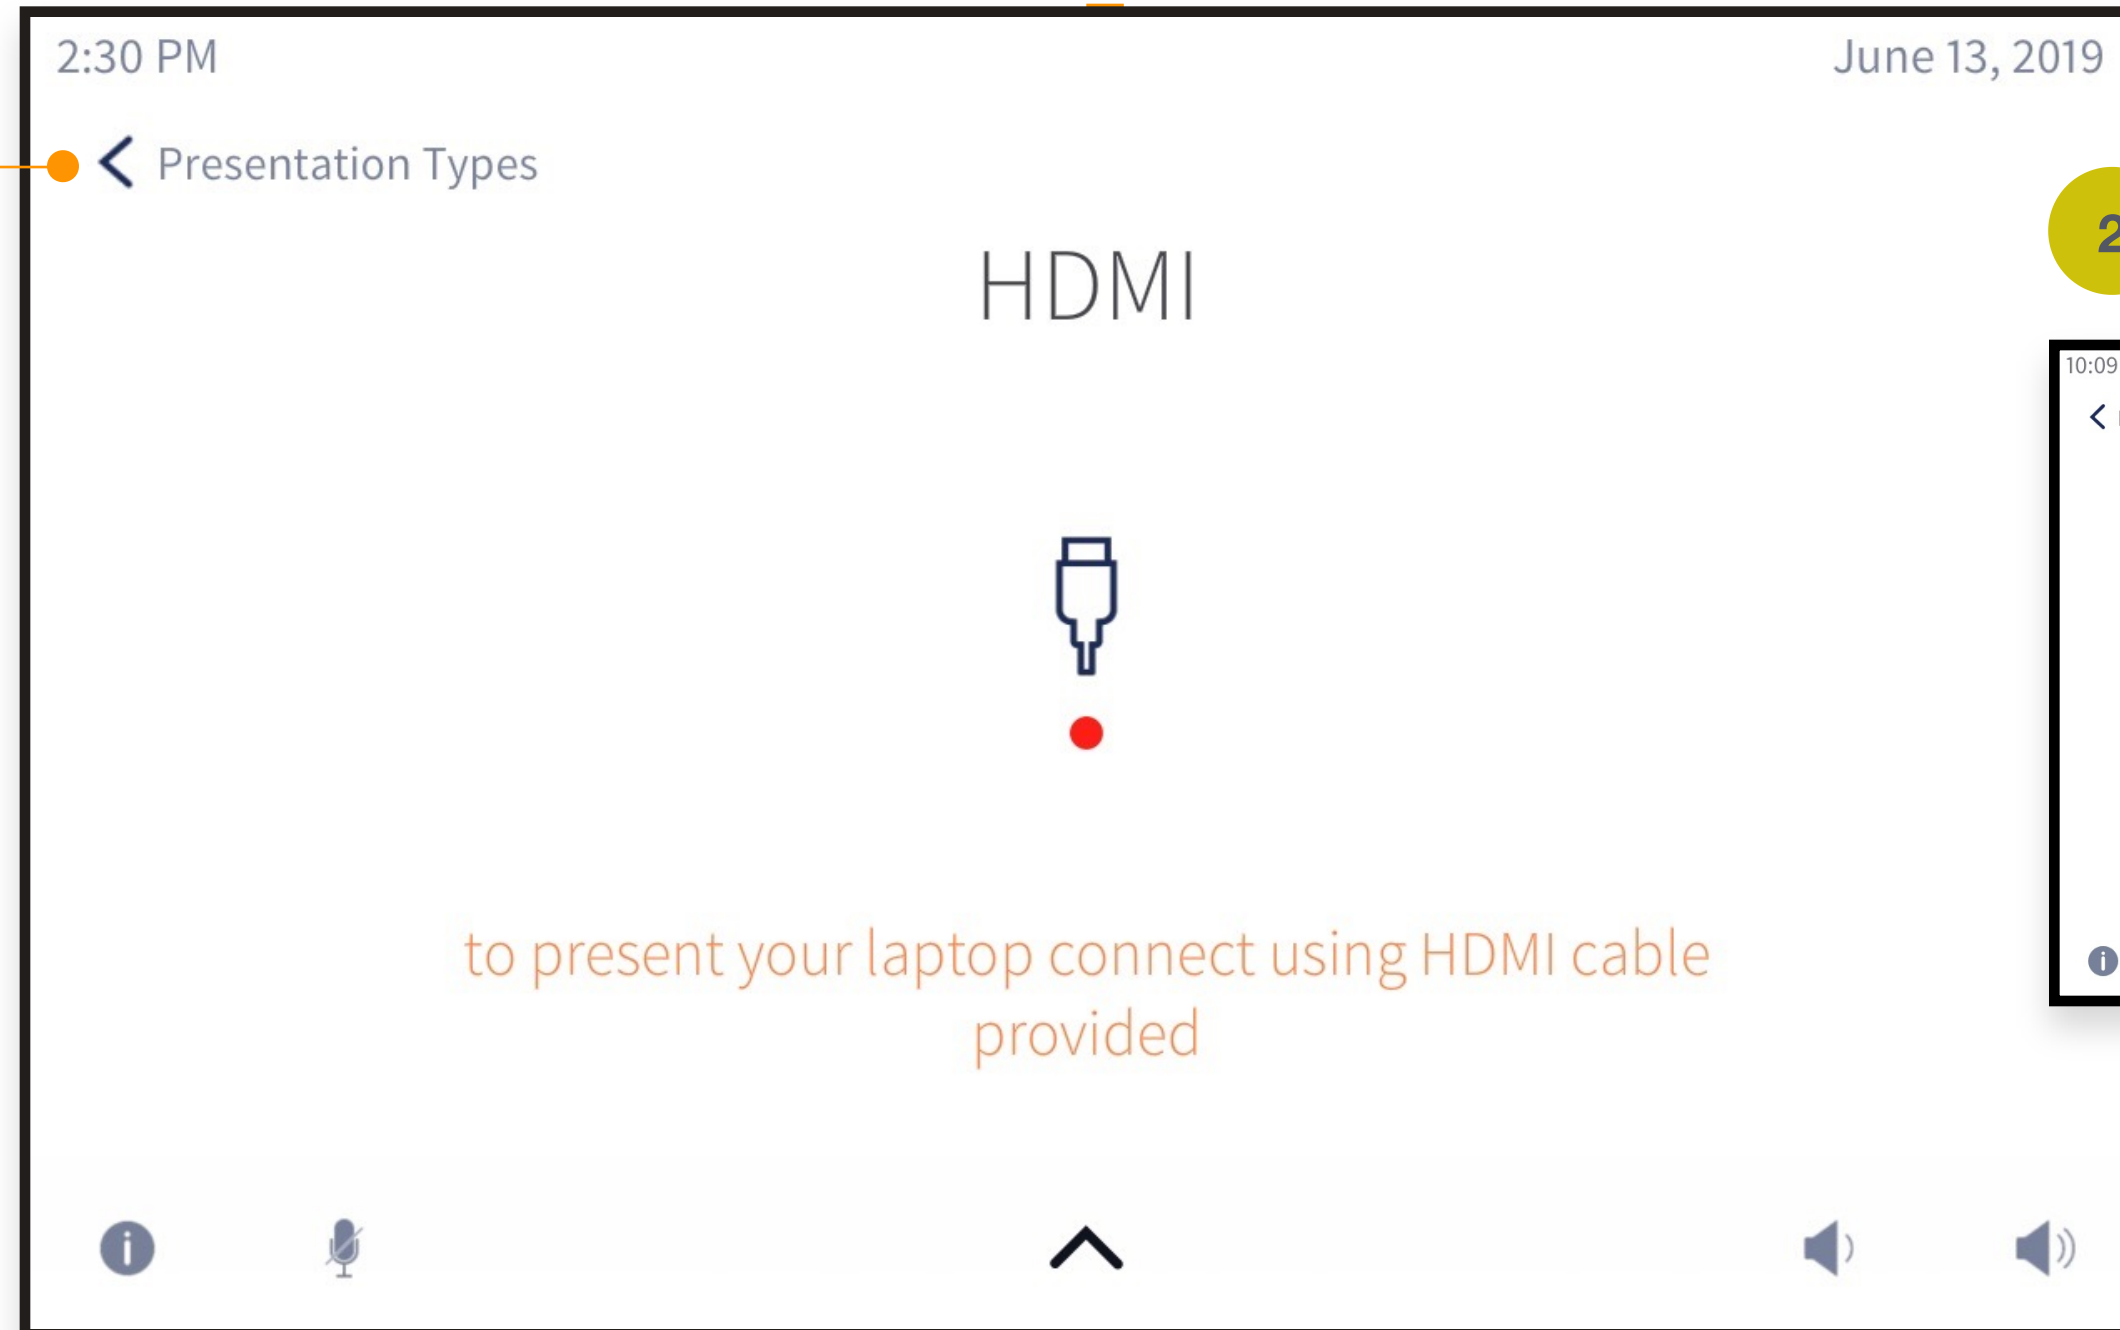 2:30 PM
June 13, 2019
Presentation Types
2
HDMI
10:09
to present your laptop connect using HDMI cable
provided